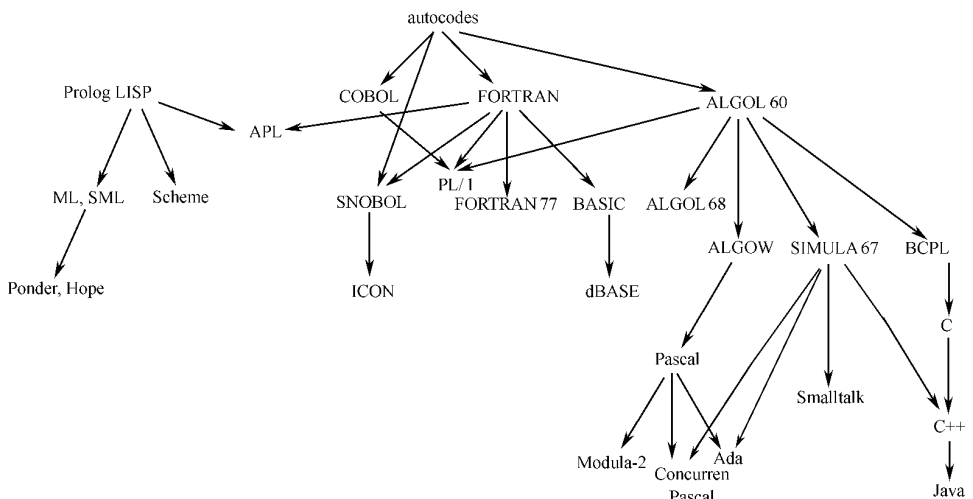 autocodes
Prolog LISP
COBOL
FORTRAN
ALGOL 60
APL
ML, SML
Scheme
SNOBOL
PL/1
FORTRAN 77
BASIC
ALGOL 68
ALGOW
SIMULA 67
BCPL
Ponder, Hope
ICON
dBASE
C
Pascal
Smalltalk
C++
Modula-2
Concurren
Pascal
Ada
Java